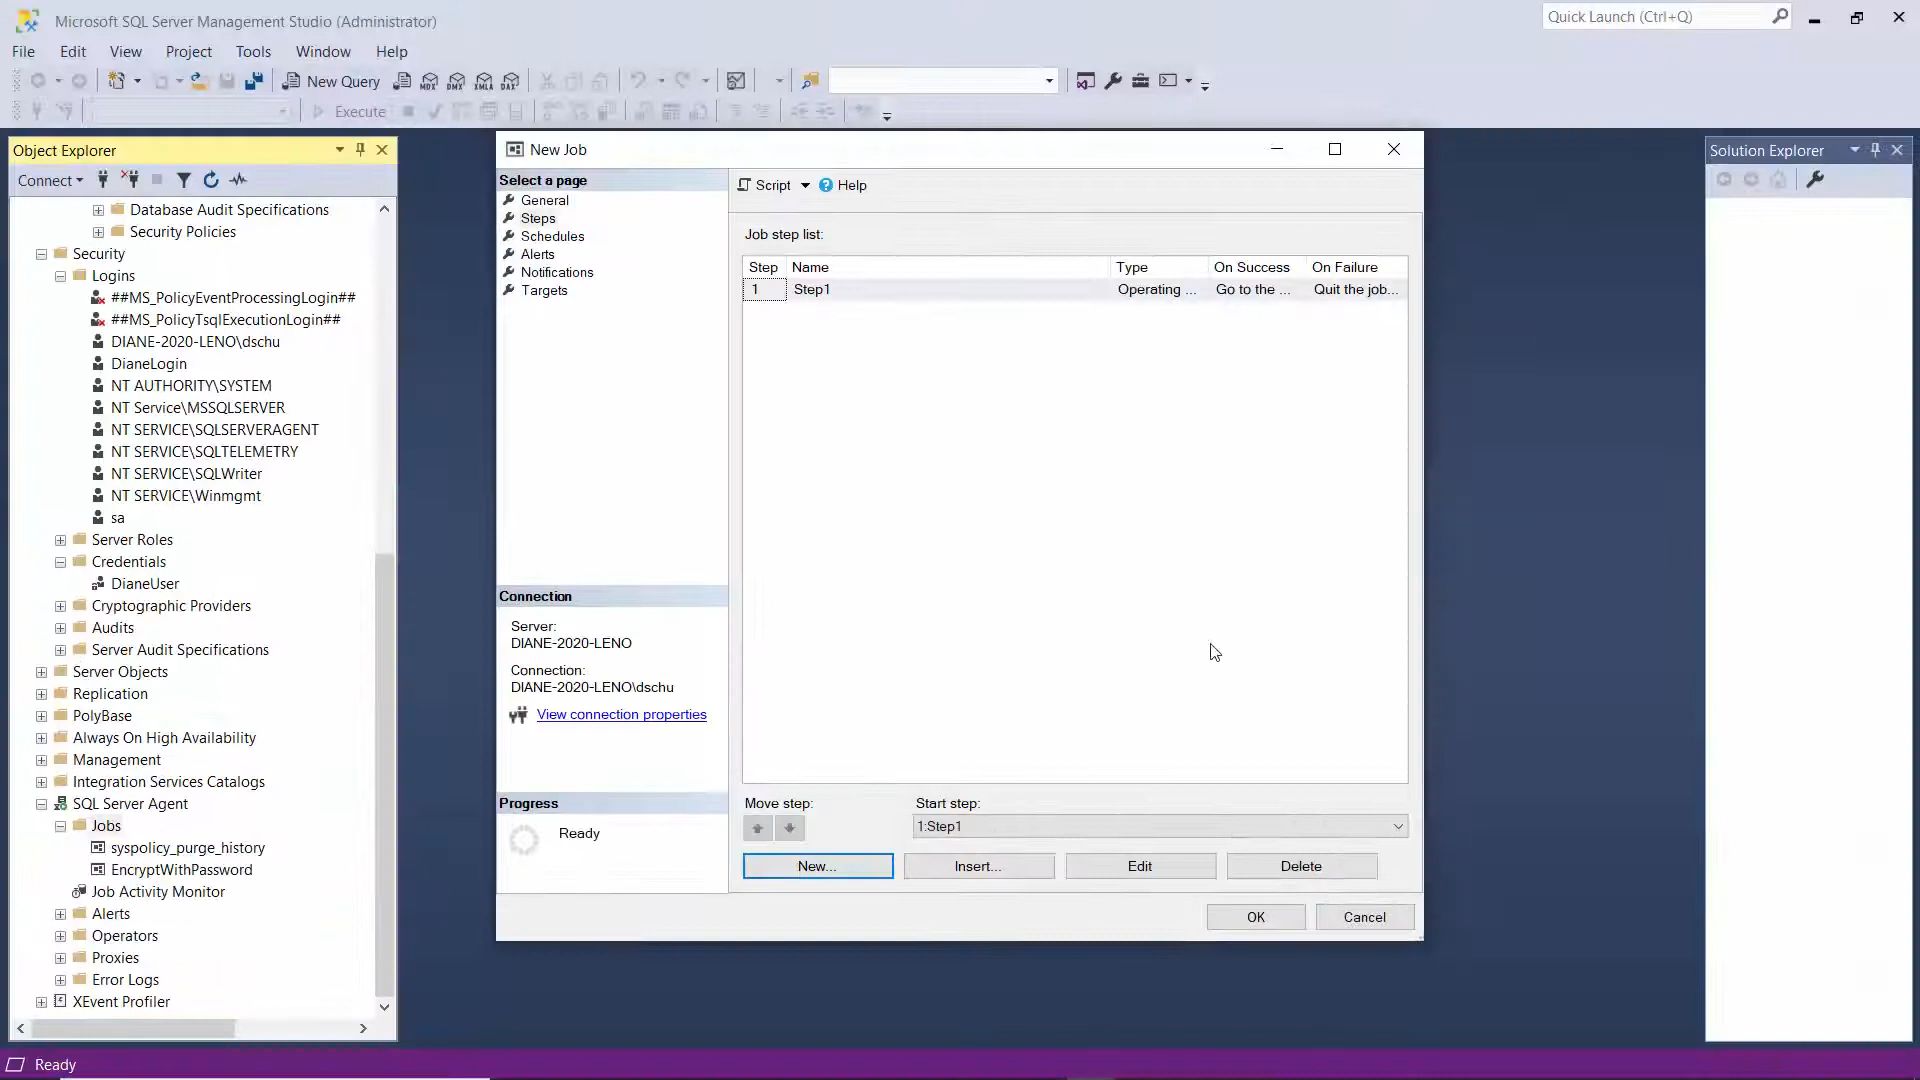 Microsoft SQL Server Management Studio (Administrator)
Quick Launch (Ctrl+Q)
File Edit View Project Tools Window Help
New Query MDX DMX XMLA DAX
Execute
Object Explorer
Connect
Database Audit Specifications
Security Policies
Security
Logins
##MS_PolicyEventProcessingLogin##
##MS_PolicyTsqlExecutionLogin##
DIANE-2020-LENO\dschu
DianeLogin
NT AUTHORITY\SYSTEM
NT Service\MSSQLSERVER
NT SERVICE\SQLSERVERAGENT
NT SERVICE\SQLTELEMETRY
NT SERVICE\SQLWriter
NT SERVICE\Winmgmt
sa
Server Roles
Credentials
DianeUser
Cryptographic Providers
Audits
Server Audit Specifications
Server Objects
Replication
PolyBase
Always On High Availability
Management
Integration Services Catalogs
SQL Server Agent
Jobs
syspolicy_purge_history
EncryptWithPassword
Job Activity Monitor
Alerts
Operators
Proxies
Error Logs
XEvent Profiler
New Job
Select a page
General
Steps
Schedules
Alerts
Notifications
Targets
Connection
Server:
DIANE-2020-LENO
Connection:
DIANE-2020-LENO\dschu
View connection properties
Progress
Ready
Script Help
Job step list:
Step Name Type On Success On Failure
1 Step1 Operating ... Go to the ... Quit the job...
Move step:
Start step:
1:Step1
New... Insert... Edit Delete
OK Cancel
Solution Explorer
Ready